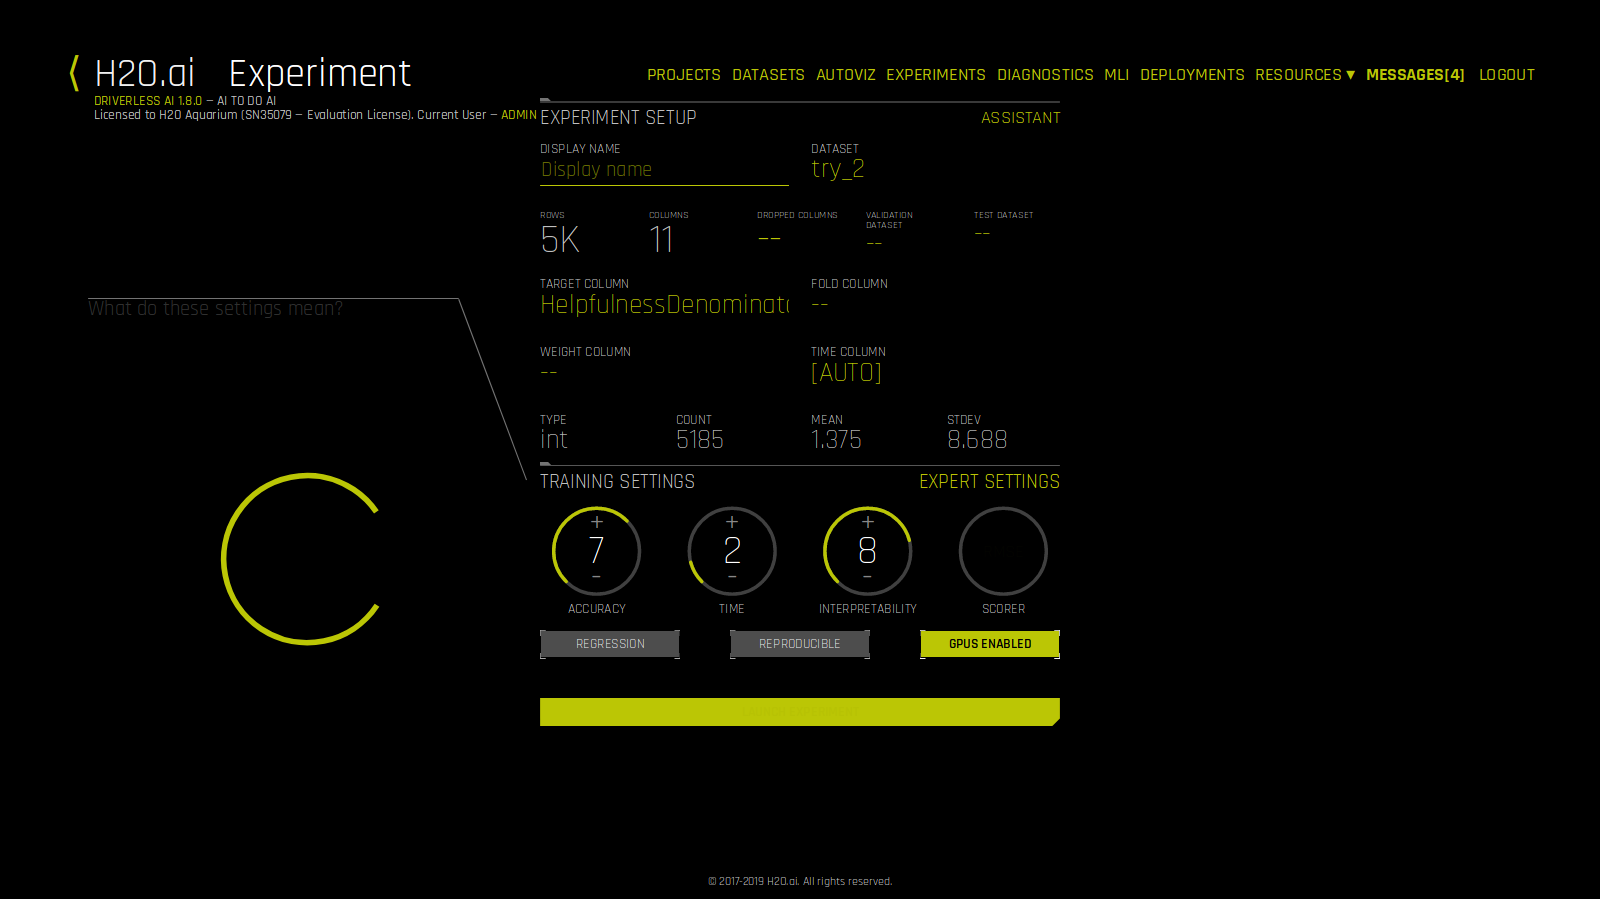 H2O.ai Experiment
PROJECTS DATASETS AUTOVIZ EXPERIMENTS DIAGNOSTICS MLI DEPLOYMENTS RESOURCES ▾ MESSAGES[4] LOGOUT
DRIVERLESS AI 1.8.0 — AI TO DO AI
Licensed to H2O Aquarium (SN35079 — Evaluation License). Current User — ADMIN
EXPERIMENT SETUP ASSISTANT
DISPLAY NAME DATASET
Display name try_2
ROWS COLUMNS DROPPED COLUMNS VALIDATION DATASET TEST DATASET
5K 11 -- -- --
TARGET COLUMN FOLD COLUMN
HelpfulnessDenominato --
What do these settings mean?
WEIGHT COLUMN TIME COLUMN
-- [AUTO]
TYPE COUNT MEAN STDEV
int 5185 1.375 8.688
TRAINING SETTINGS EXPERT SETTINGS
+ + +
7 2 8
- - -
ACCURACY TIME INTERPRETABILITY SCORER
REGRESSION REPRODUCIBLE GPUS ENABLED
© 2017-2019 H2O.ai. All rights reserved.